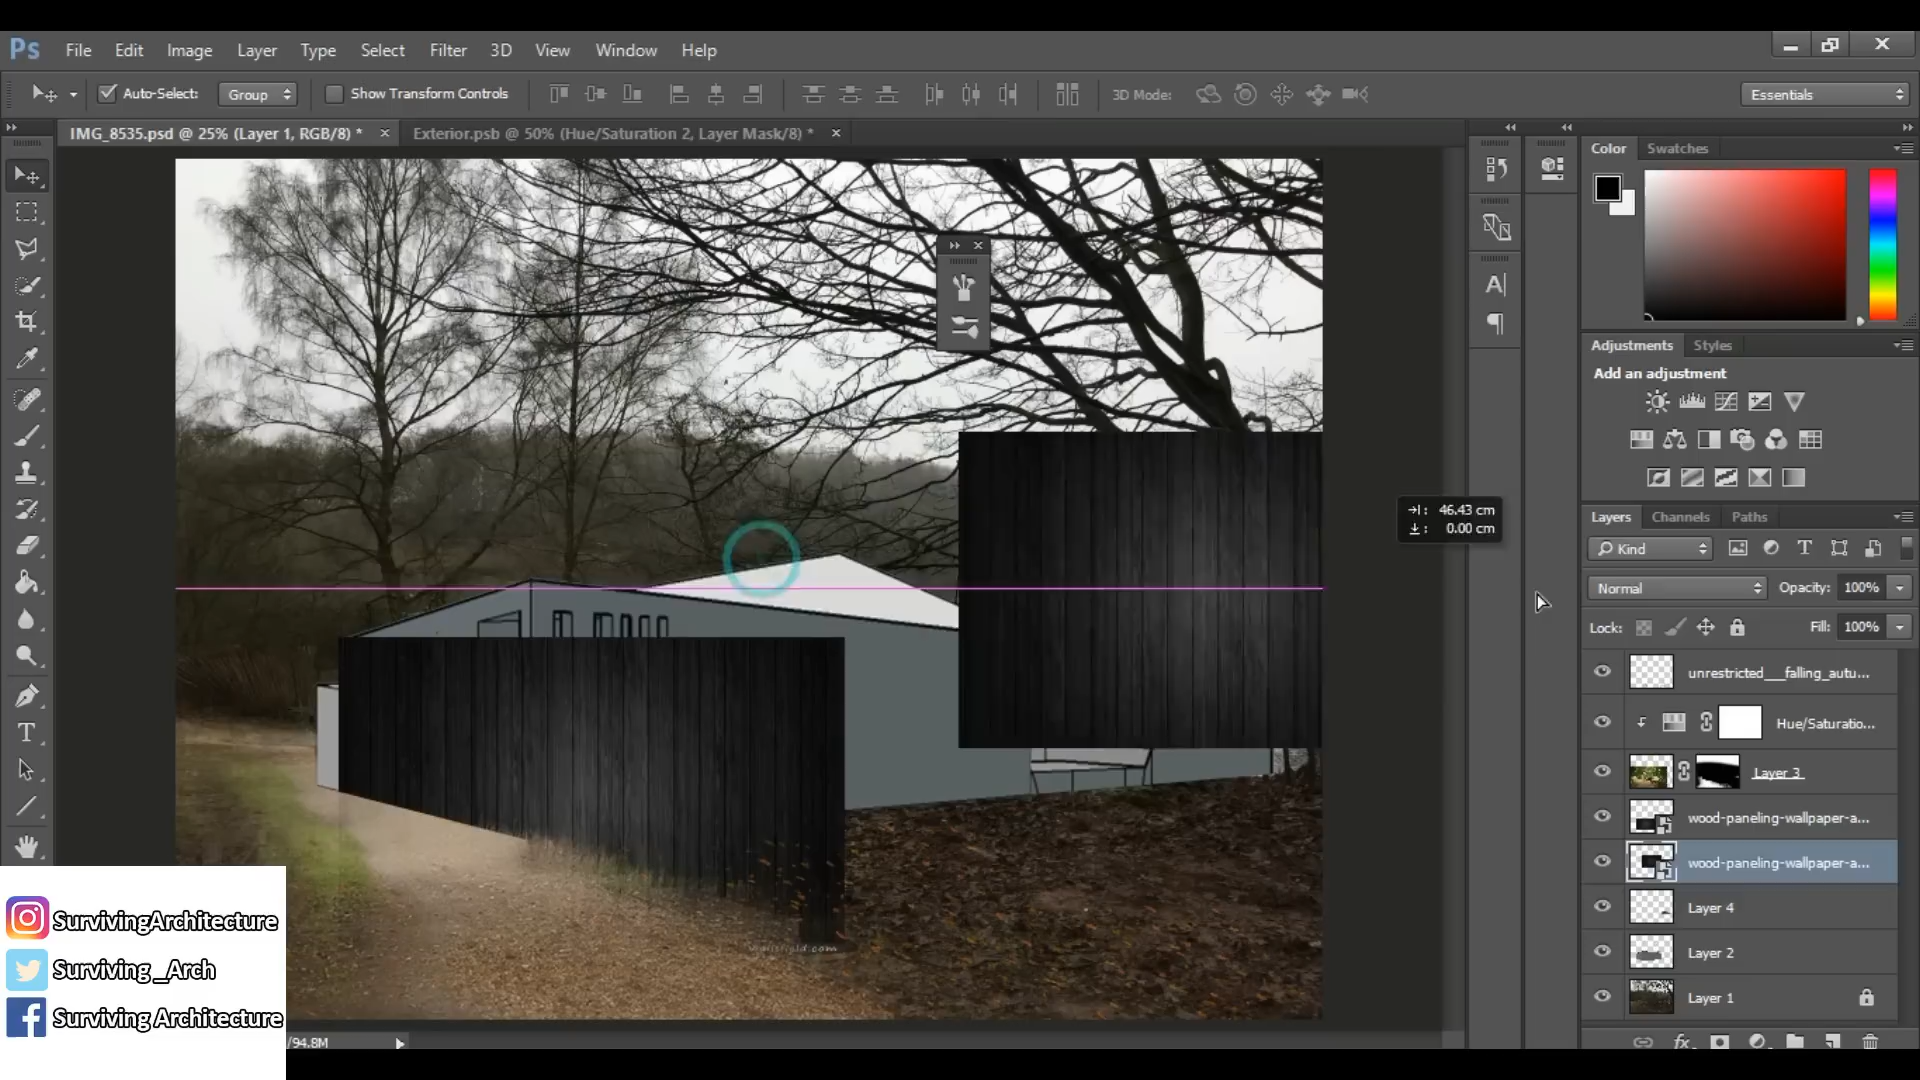 Ps File Edit Image Layer Type Select Filter 3D View Window Help
Auto-Select: Group Show Transform Controls 3D Mode: Essentials
IMG_8535.psd @ 25% (Layer 1, RGB/8) * Exterior.psb @ 50% (Hue/Saturation 2, Layer Mask/8) *
Color Swatches
Adjustments Styles
Add an adjustment
46.43 cm
0.00 cm
Layers Channels Paths
Kind
Normal Opacity: 100%
Lock: Fill: 100%
unrestricted___falling_autu...
Hue/Saturatio...
Layer 3
wood-paneling-wallpaper-a...
wood-paneling-wallpaper-a...
Layer 4
Layer 2
Layer 1
SurvivingArchitecture
Surviving_Arch
Surviving Architecture
/94.8M